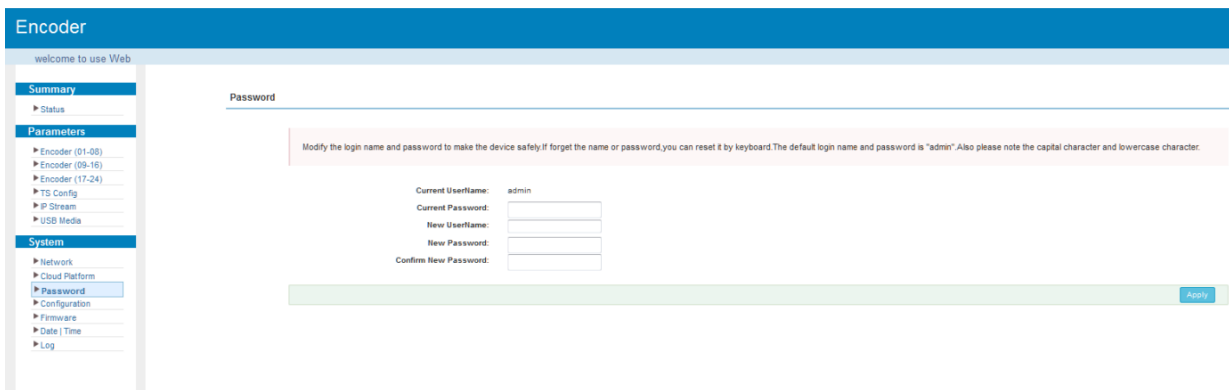 Encoder
welcome to use Web
Summary
Status
Parameters
Encoder (01-08)
Encoder (09-16)
Encoder (17-24)
TS Config
IP Stream
USB Media
System
Network
Cloud Platform
Password
Configuration
Firmware
Date | Time
Log
Password
Modify the login name and password to make the device safely.If forget the name or password,you can reset it by keyboard.The default login name and password is "admin".Also please note the capital character and lowercase character.
Current UserName: admin
Current Password:
New UserName:
New Password:
Confirm New Password:
Apply